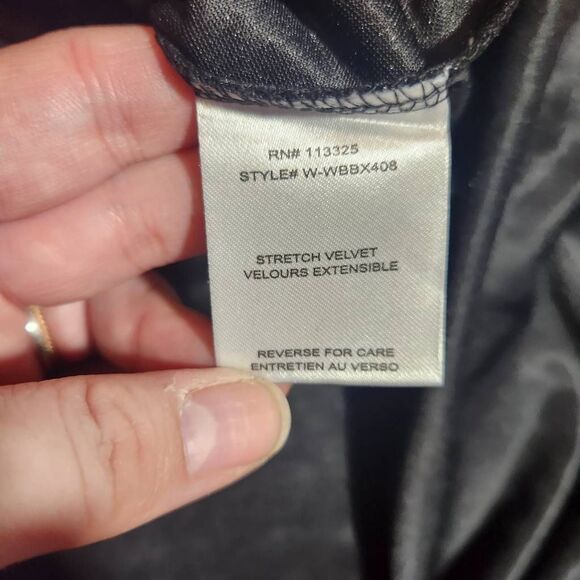 RN# 113325
STYLE# W-WBBX408
STRETCH VELVET
VELOURS EXTENSIBLE
REVERSE FOR CARE
ENTRETIEN AU VERSO